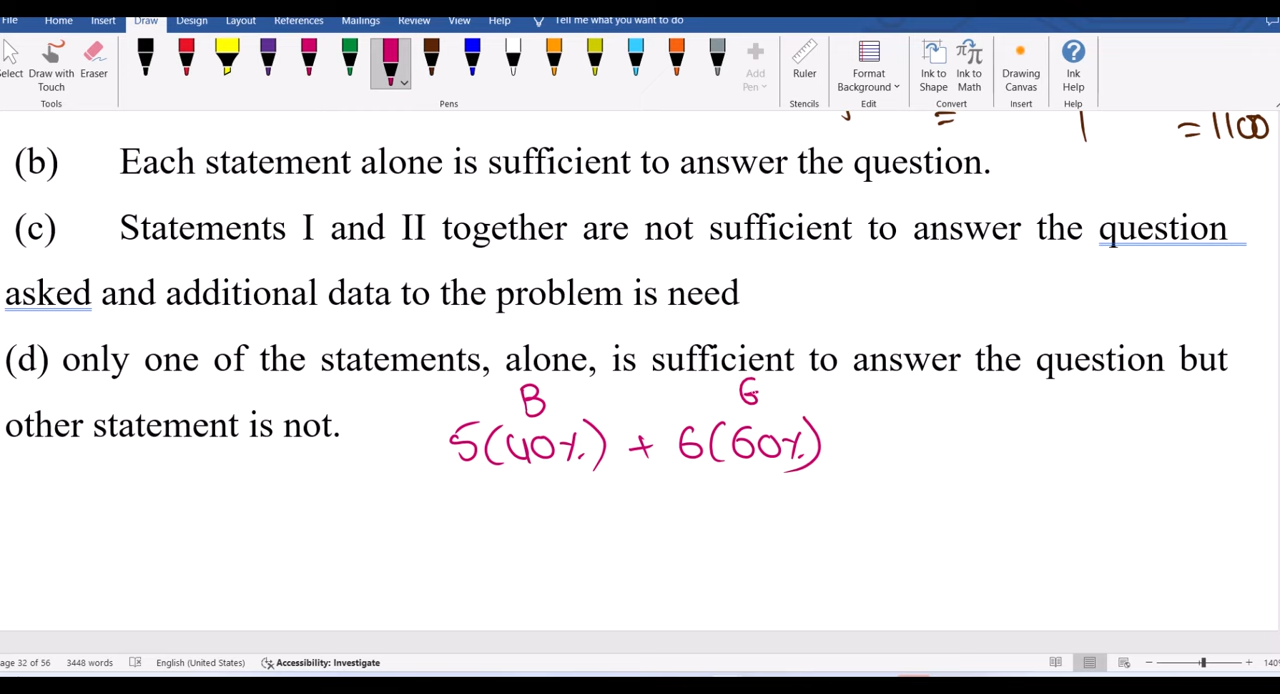 File Home Insert Draw Design Layout References Mailings Review View Help Tell me what you want to do
Select Draw with Touch Eraser Add Pen Ruler Format Background Ink to Shape Ink to Math Drawing Canvas Ink Help
Tools Pens Stencils Edit Convert Insert Help
= 1100
(b) Each statement alone is sufficient to answer the question.
(c) Statements I and II together are not sufficient to answer the question
asked and additional data to the problem is need
(d) only one of the statements, alone, is sufficient to answer the question but
B G
other statement is not. 5(40%) + 6(60%)
age 32 of 56 3448 words English (United States) Accessibility: Investigate 140